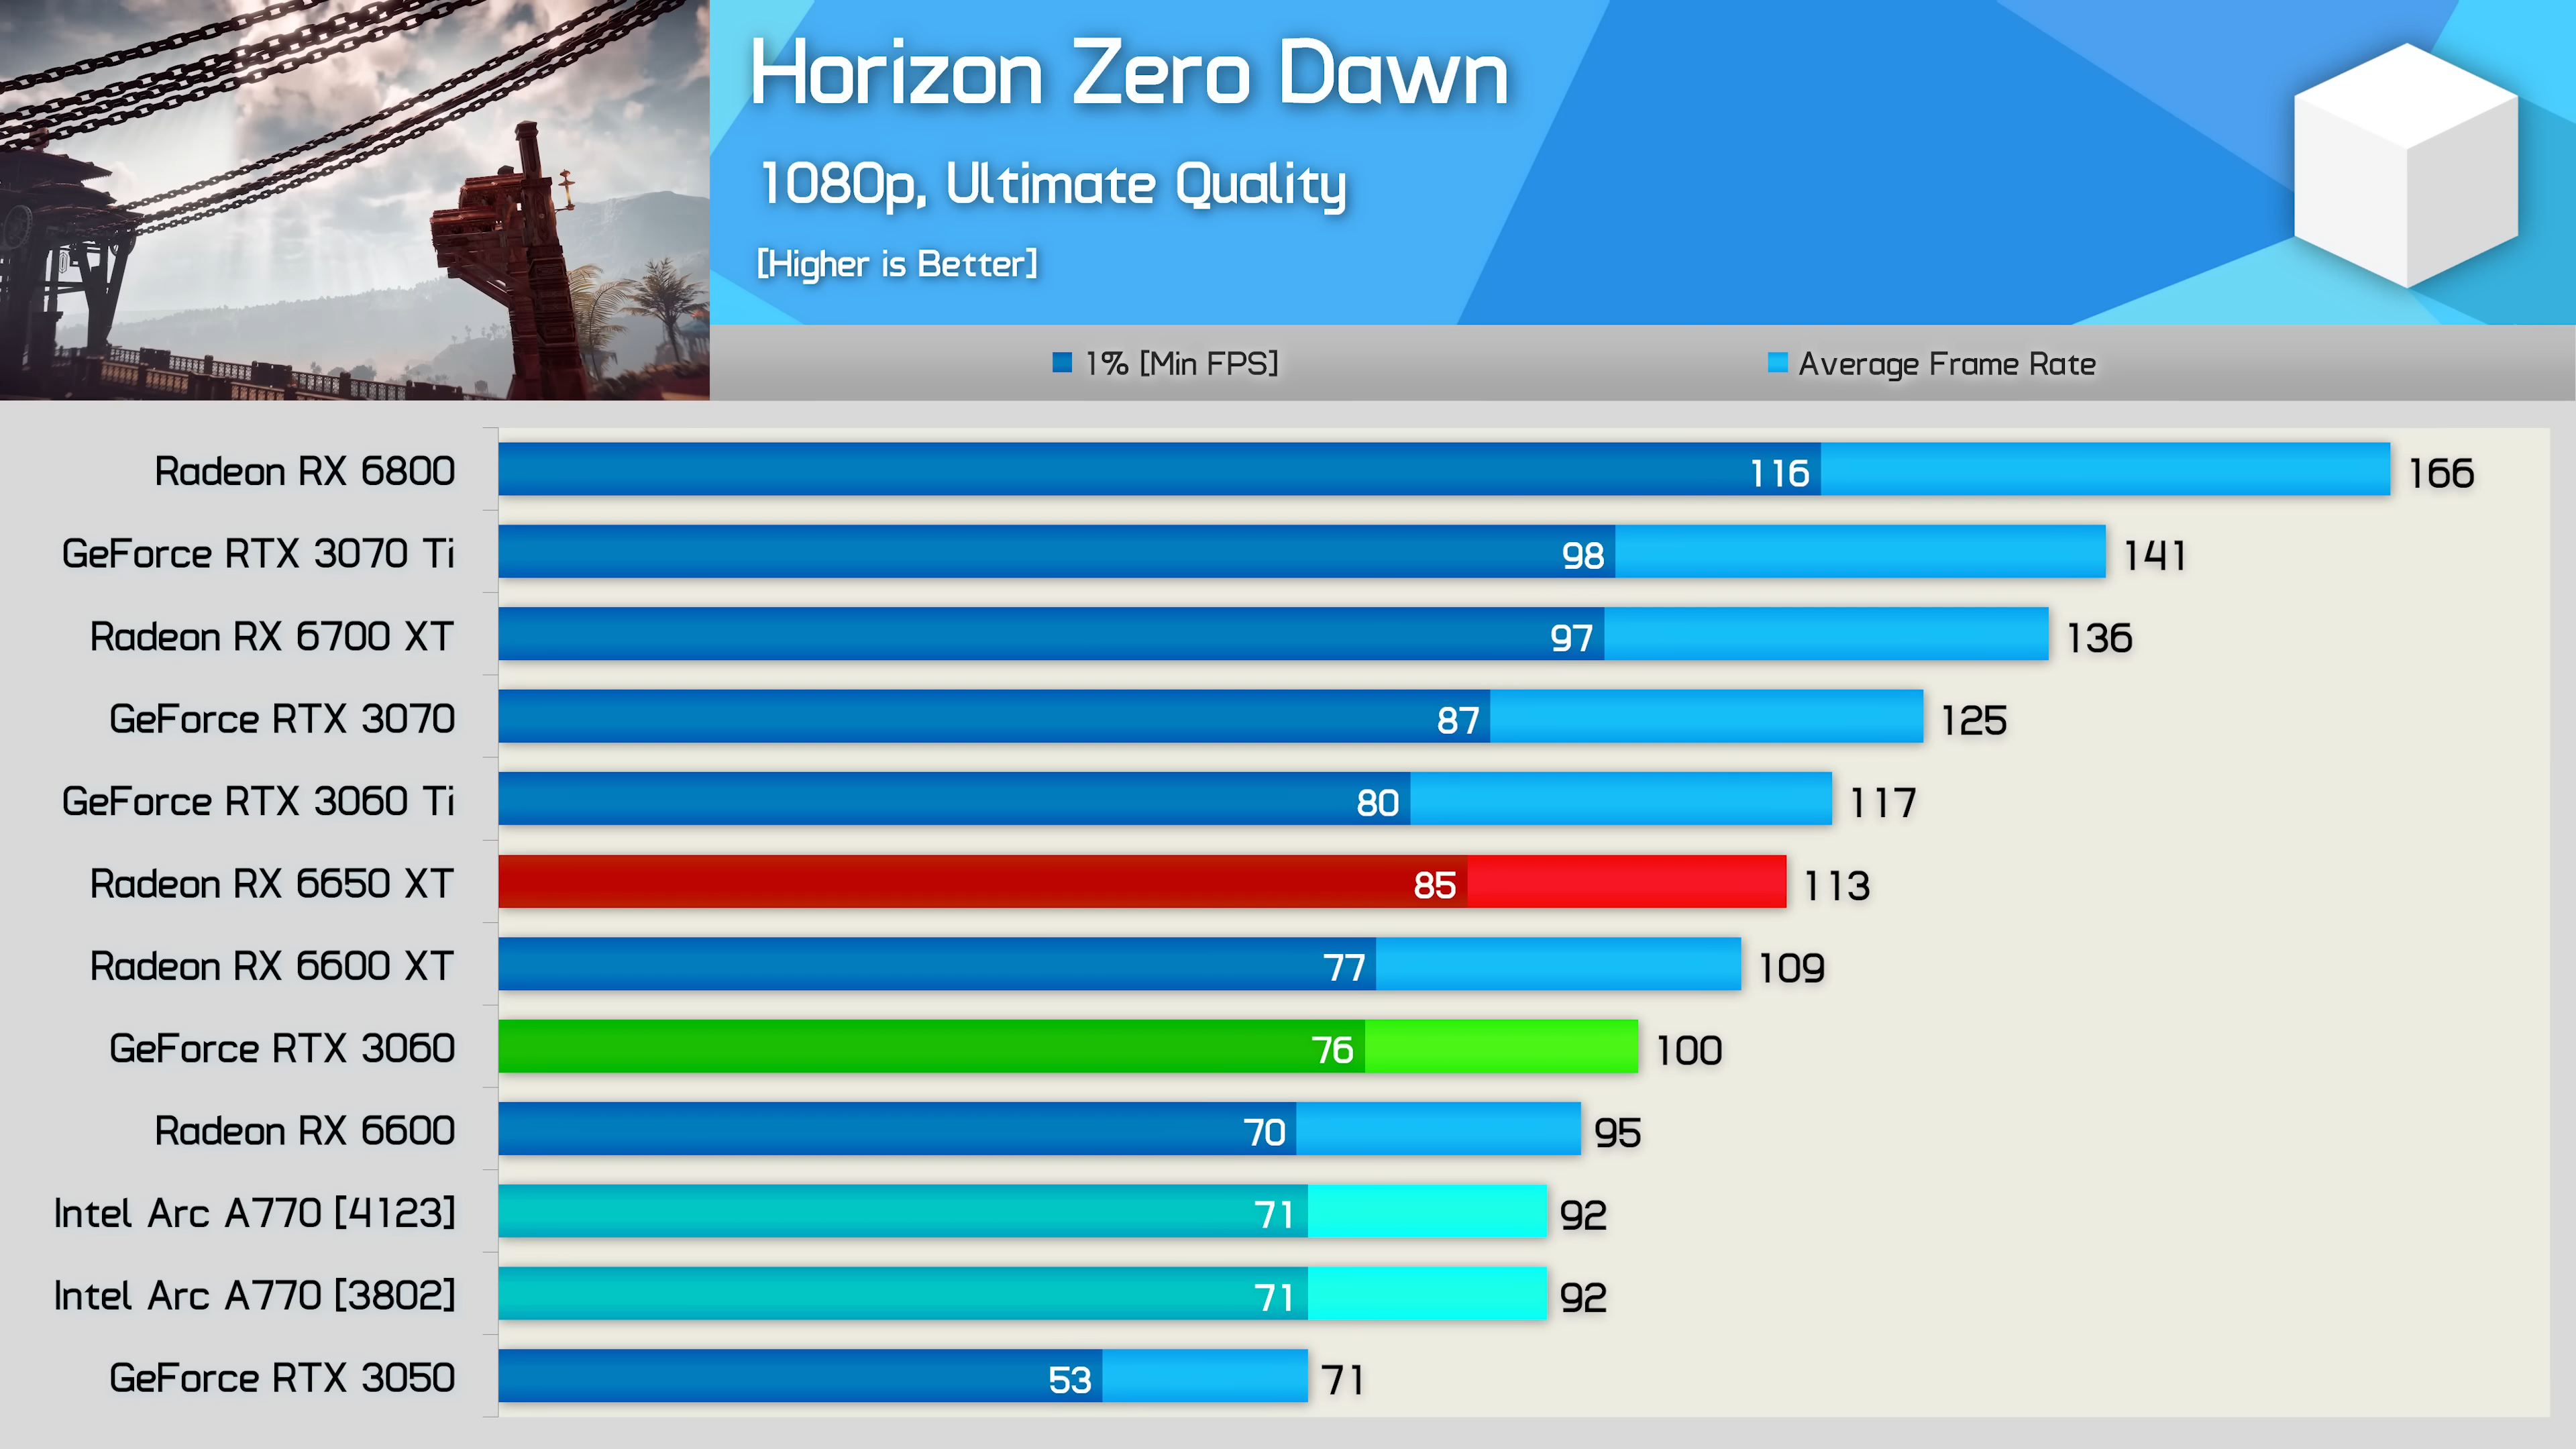 Horizon Zero Dawn
1080p, Ultimate Quality
[Higher is Better]
1% [Min FPS] Average Frame Rate
Radeon RX 6800 116 166
GeForce RTX 3070 Ti 98 141
Radeon RX 6700 XT 97 136
GeForce RTX 3070 87 125
GeForce RTX 3060 Ti 80 117
Radeon RX 6650 XT 85 113
Radeon RX 6600 XT 77 109
GeForce RTX 3060 76 100
Radeon RX 6600 70 95
Intel Arc A770 [4123] 71 92
Intel Arc A770 [3802] 71 92
GeForce RTX 3050 53 71